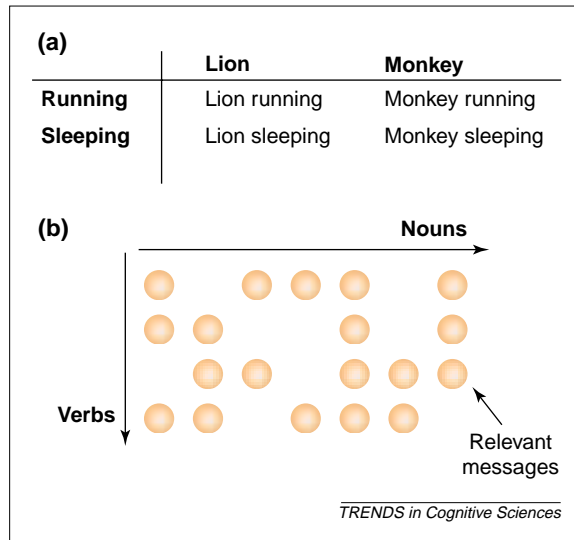 (a)
Lion Monkey
Running Lion running Monkey running
Sleeping Lion sleeping Monkey sleeping
(b)
Nouns
Verbs
Relevant
messages
TRENDS in Cognitive Sciences